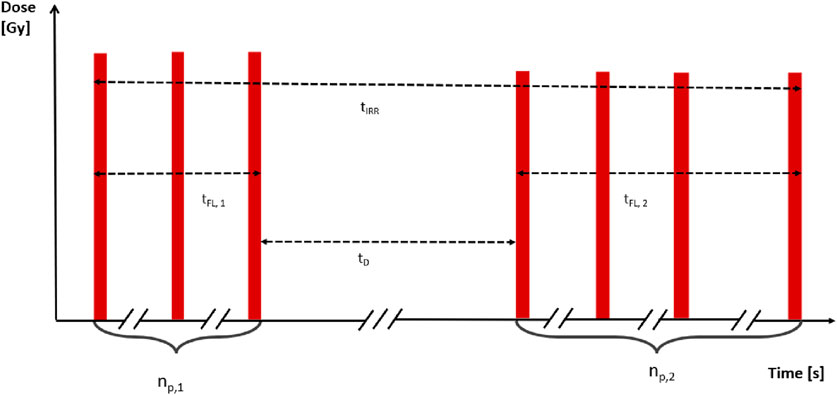 Dose
[Gy]
tIRR
tFL, 1
tFL, 2
tD
np,1
np,2
Time [s]